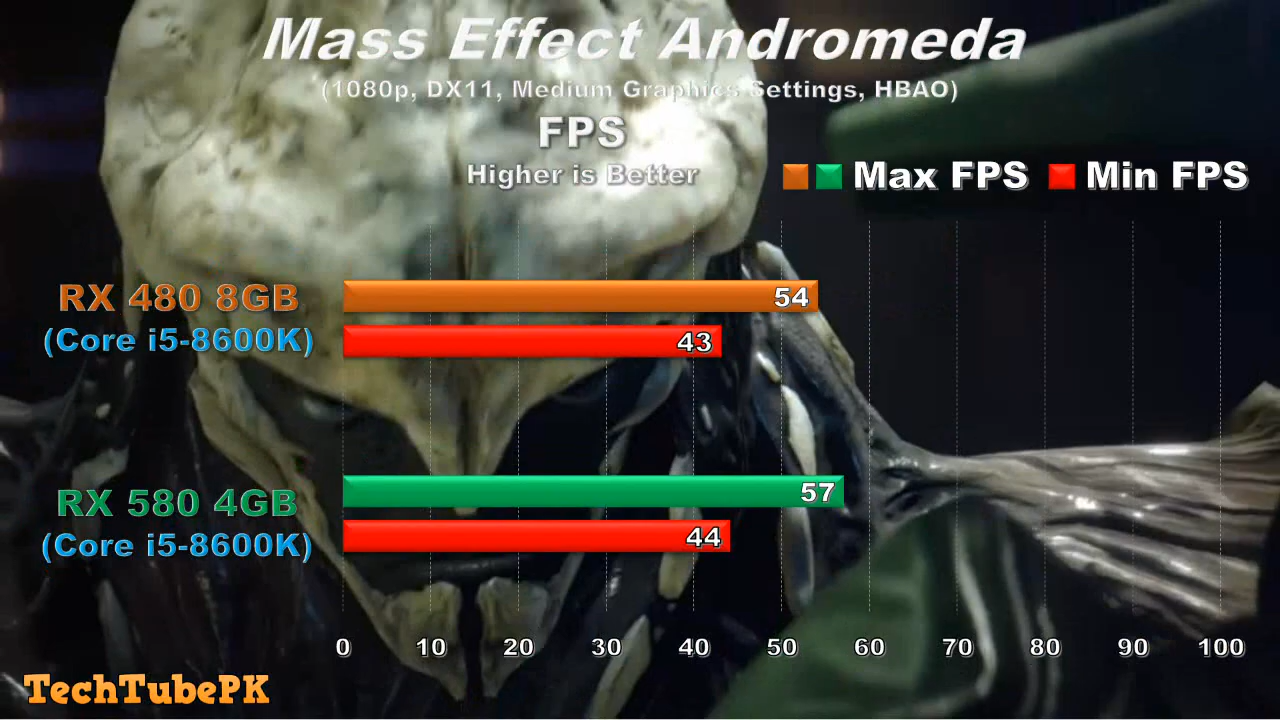 Mass Effect Andromeda
(1080p, DX11, Medium Graphics Settings, HBAO)
FPS
Higher is Better
Max FPS Min FPS
RX 480 8GB
(Core i5-8600K)
54
43
RX 580 4GB
(Core i5-8600K)
57
44
0 10 20 30 40 50 60 70 80 90 100
TechTubePK